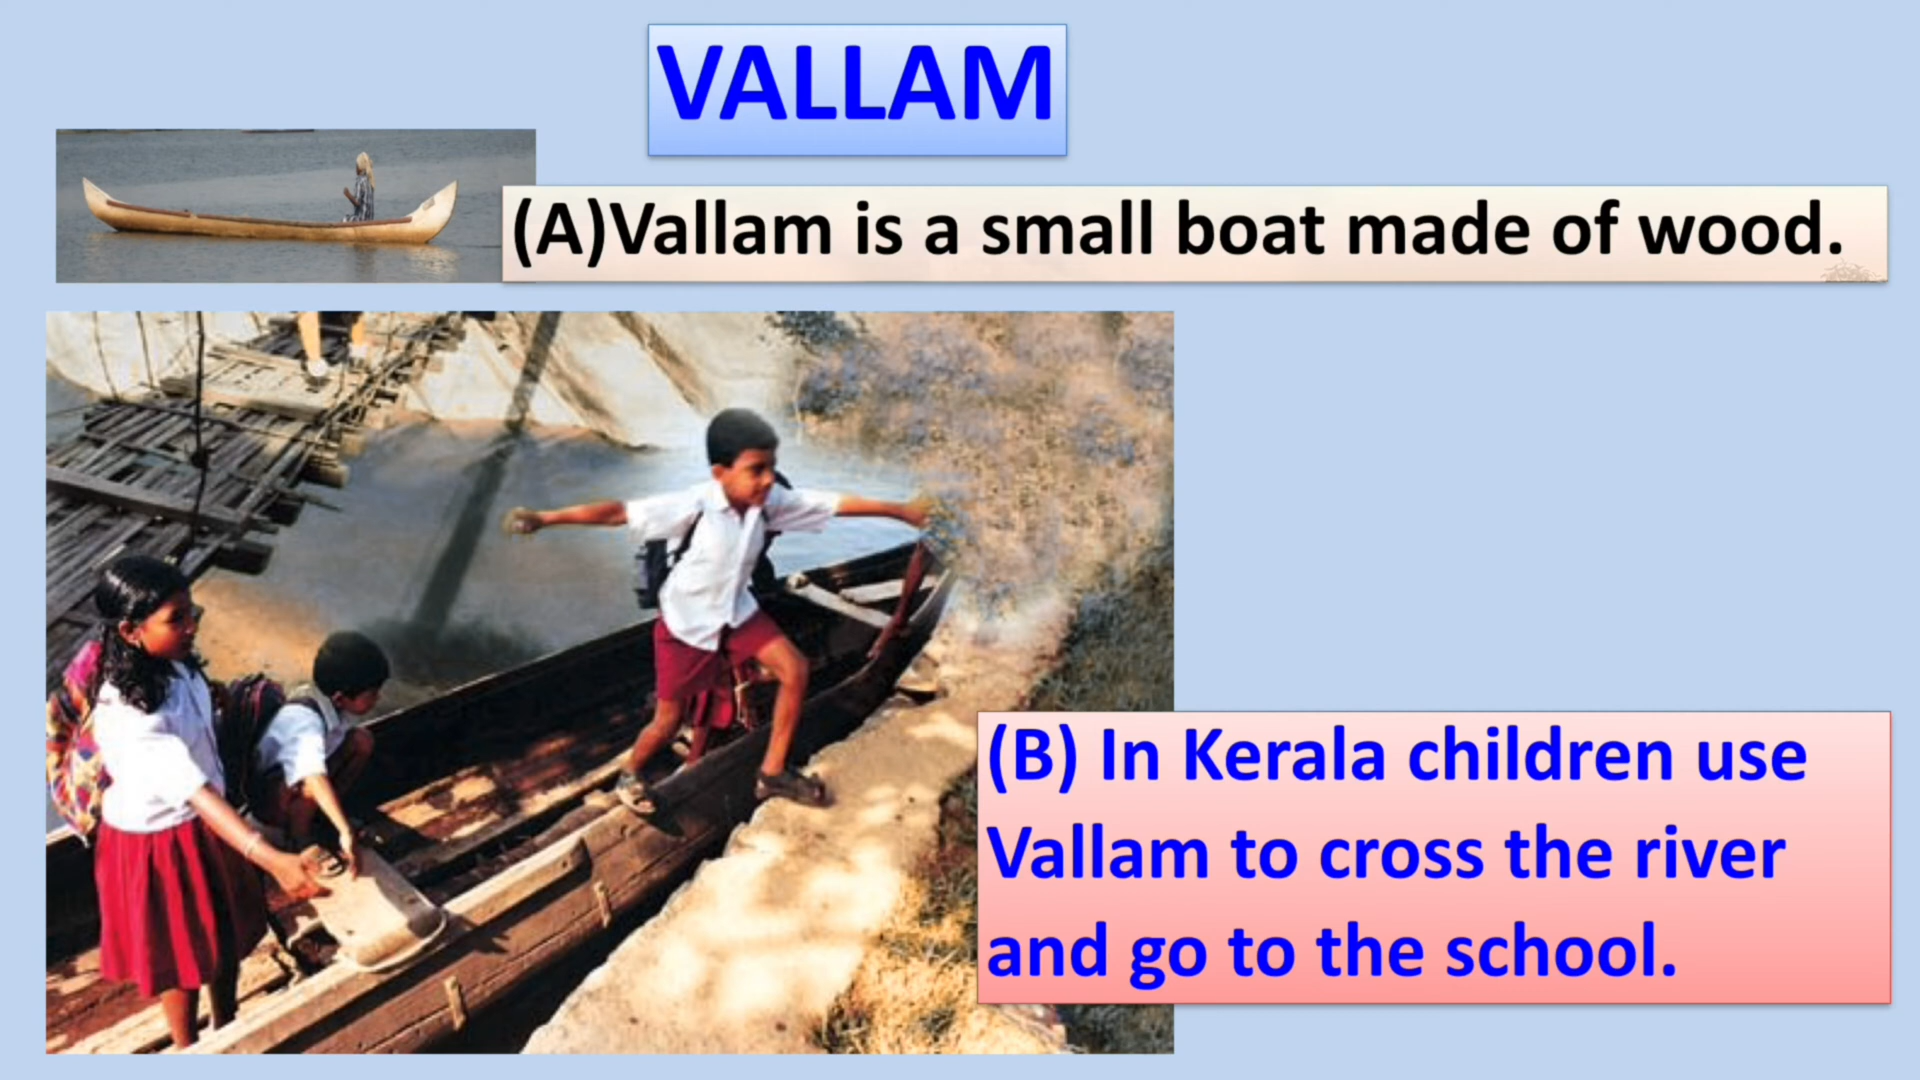 VALLAM
(A)Vallam is a small boat made of wood.
(B) In Kerala children use
Vallam to cross the river
and go to the school.